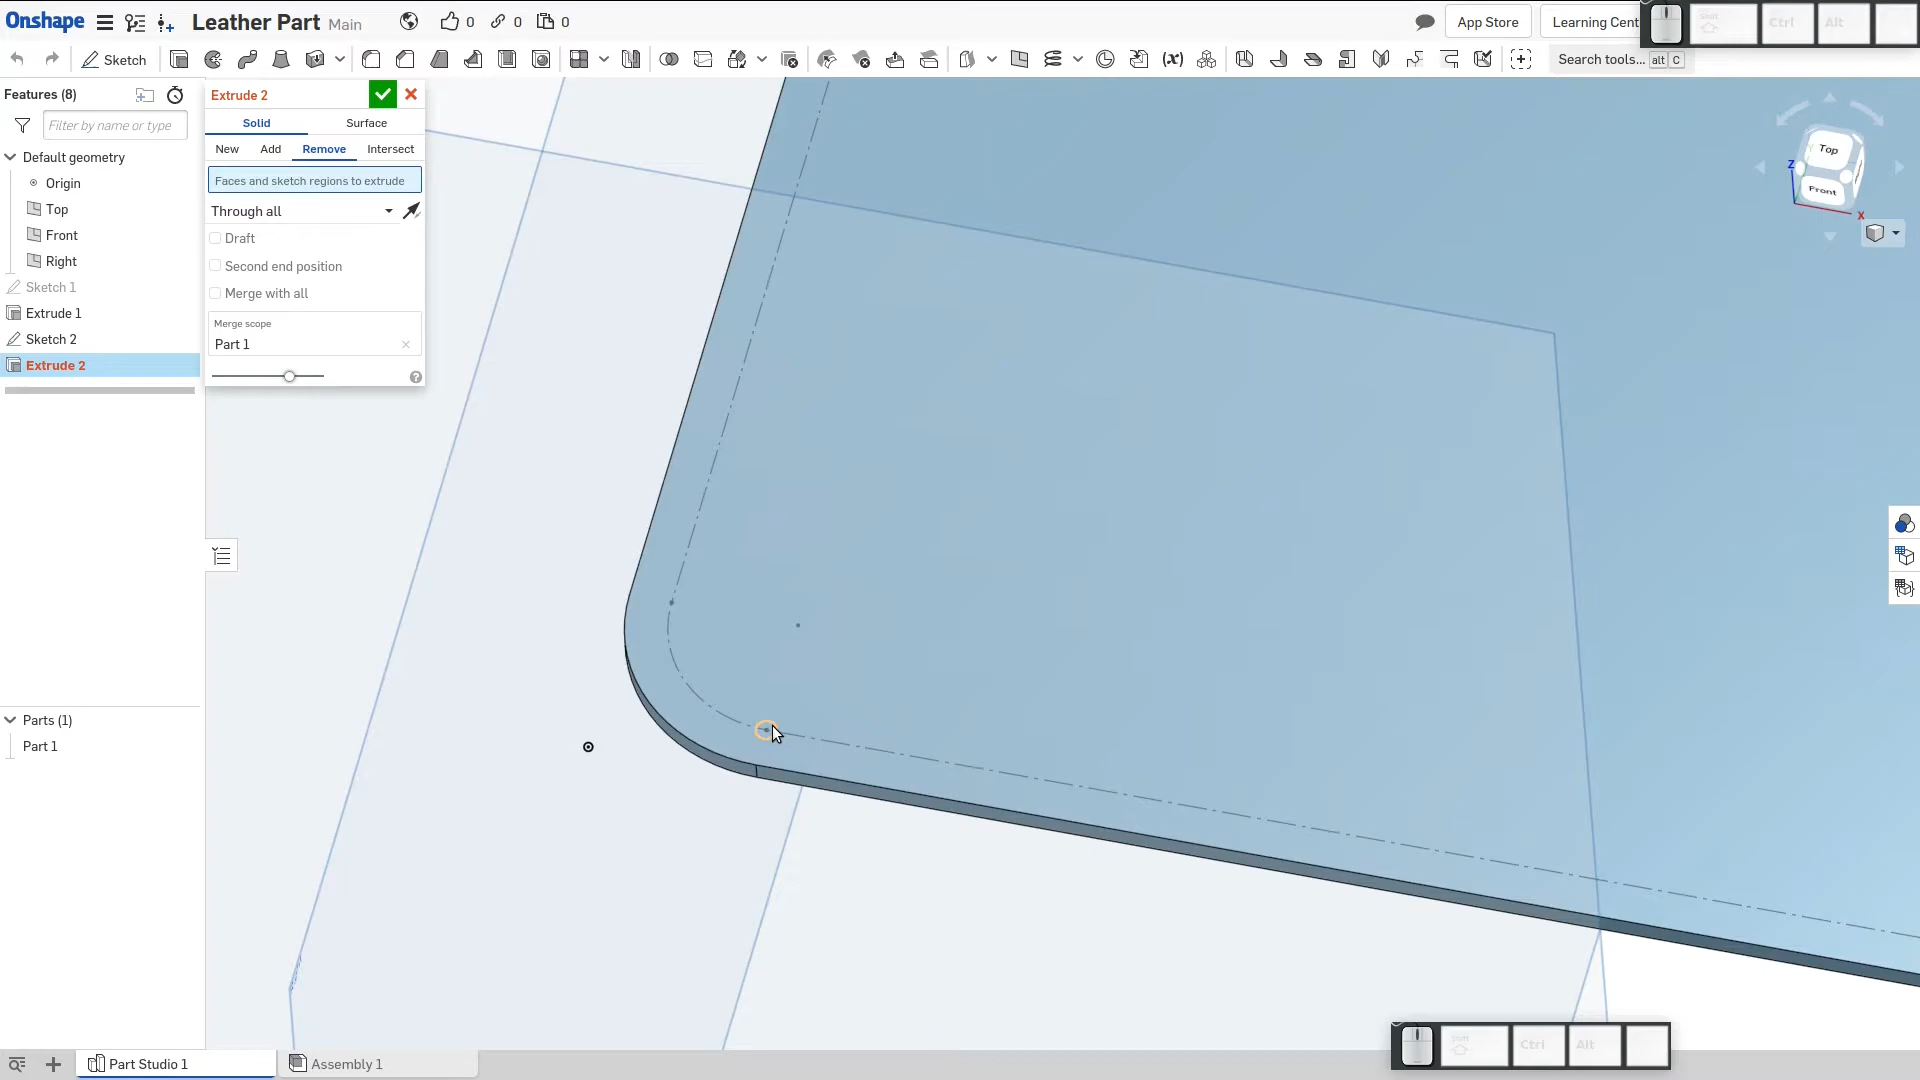 Onshape
Leather Part Main
0 0 0
App Store
Learning Cent
Shift
Ctrl
Alt
Sketch
Search tools... alt C
Features (8)
Filter by name or type
Default geometry
Origin
Top
Front
Right
Sketch 1
Extrude 1
Sketch 2
Extrude 2
Extrude 2
Solid
Surface
New
Add
Remove
Intersect
Faces and sketch regions to extrude
Through all
Draft
Second end position
Merge with all
Merge scope
Part 1
Top
Front
Z
X
Parts (1)
Part 1
Part Studio 1
Assembly 1
Shift
Ctrl
Alt